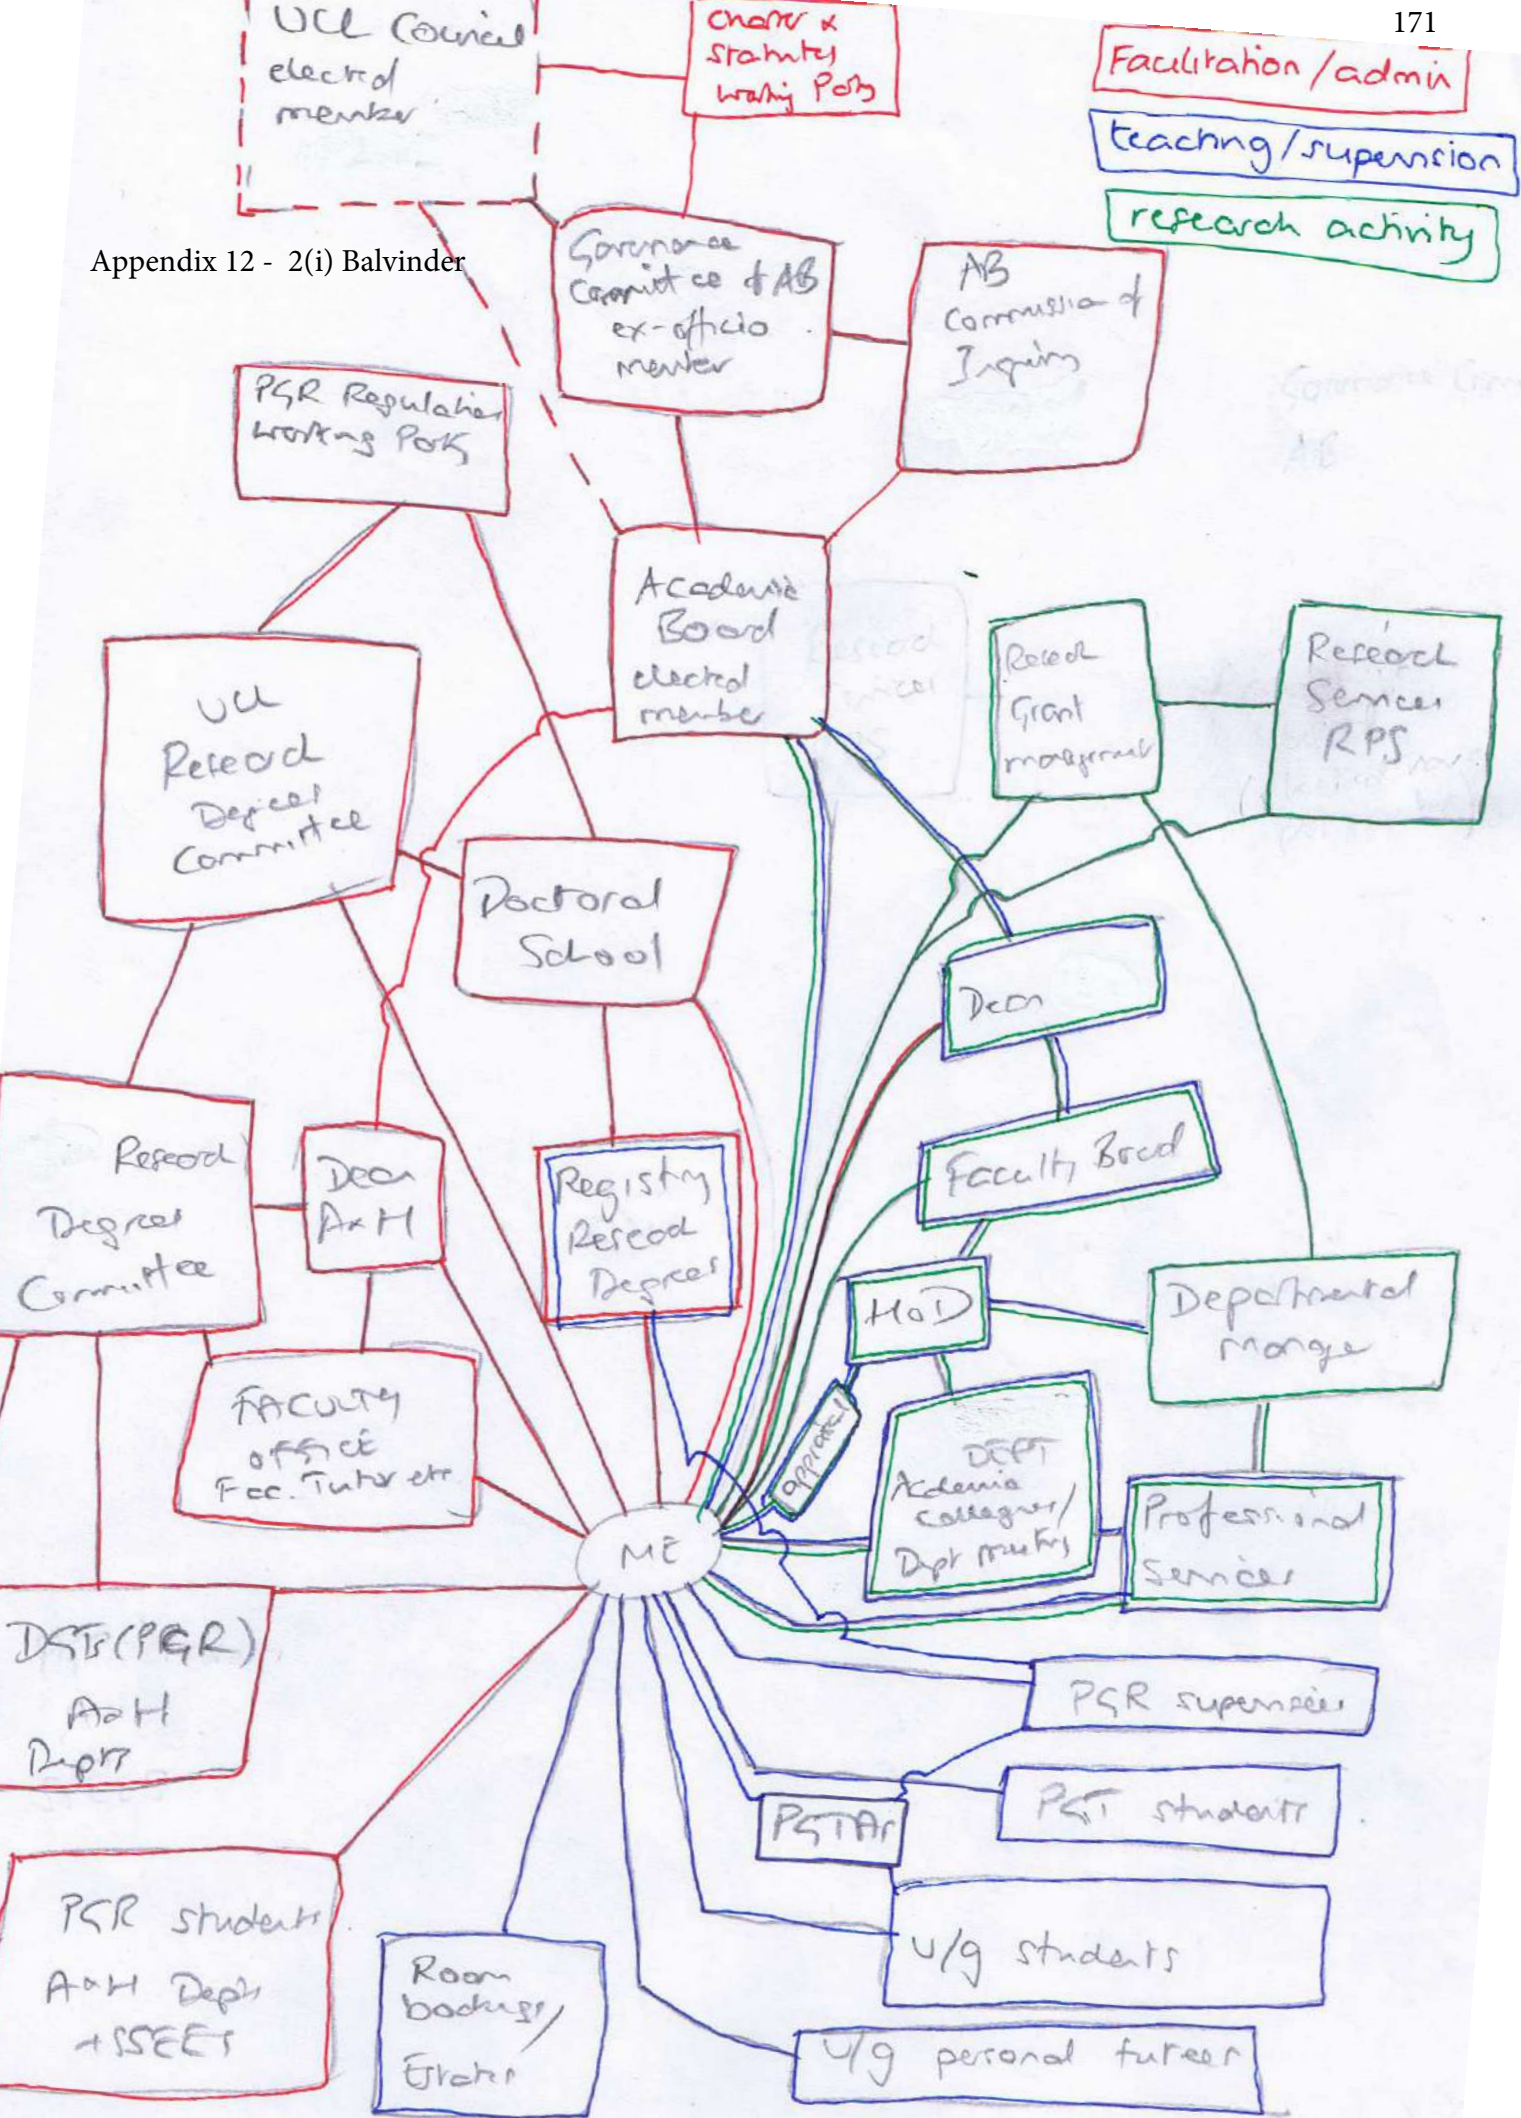 171
UCL Council
elected
member
Charter &
Statutes
working Party
Facilitation/admin
teaching/supervision
research activity
Appendix 12 -  2(i) Balvinder
Governance
Committee of AB
ex-officio
member
AB
Commission of
Inquiry
PGR Regulation
working Party
Academic
Board
elected
member
Research
Grant
management
Research
Services
RPS
UCL
Research
Degrees
Committee
Doctoral
School
Dean
Faculty Board
Research
Degrees
Committee
Dean
A&H
Registry
Research
Degrees
HoD
Departmental
manager
FACULTY
OFFICE
Fac. Tutor etc
appraisal
DEPT
Academic
colleagues/
Dept meetings
Professional
Services
ME
DGTs(PGR)
A&H
Depts
PGR supervisees
PGT students
PGTAs
PGR students
A&H Depts
+SSEES
Room
bookings/
Estates
u/g students
u/g personal tutees